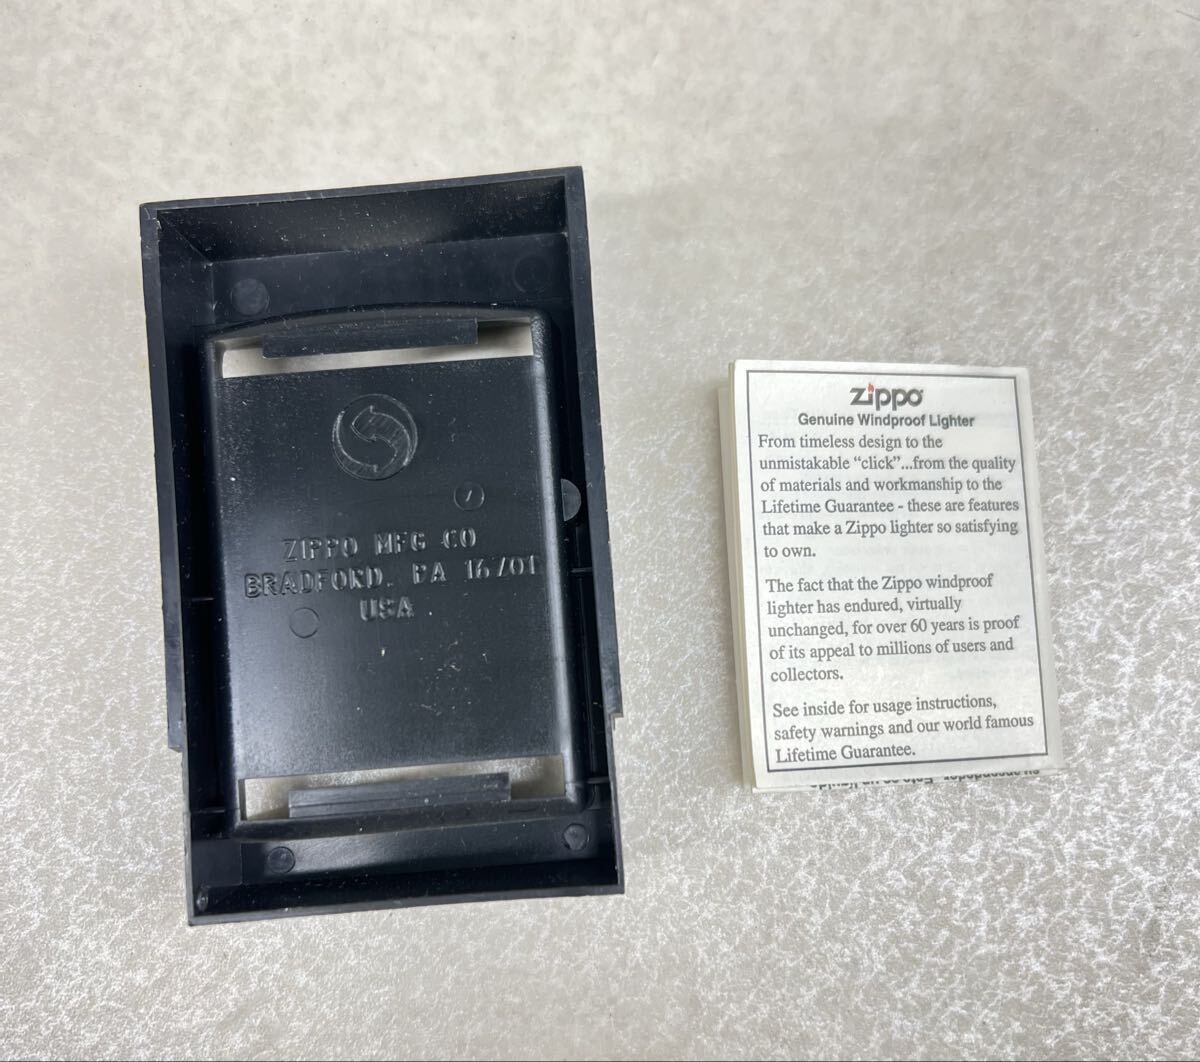 ZIPPO MFG CO
BRADFORD. PA 16701
USA
Zippo
Genuine Windproof Lighter
From timeless design to the
unmistakable “click”...from the quality
of materials and workmanship to the
Lifetime Guarantee - these are features
that make a Zippo lighter so satisfying
to own.
The fact that the Zippo windproof
lighter has endured, virtually
unchanged, for over 60 years is proof
of its appeal to millions of users and
collectors.
See inside for usage instructions,
safety warnings and our world famous
Lifetime Guarantee.